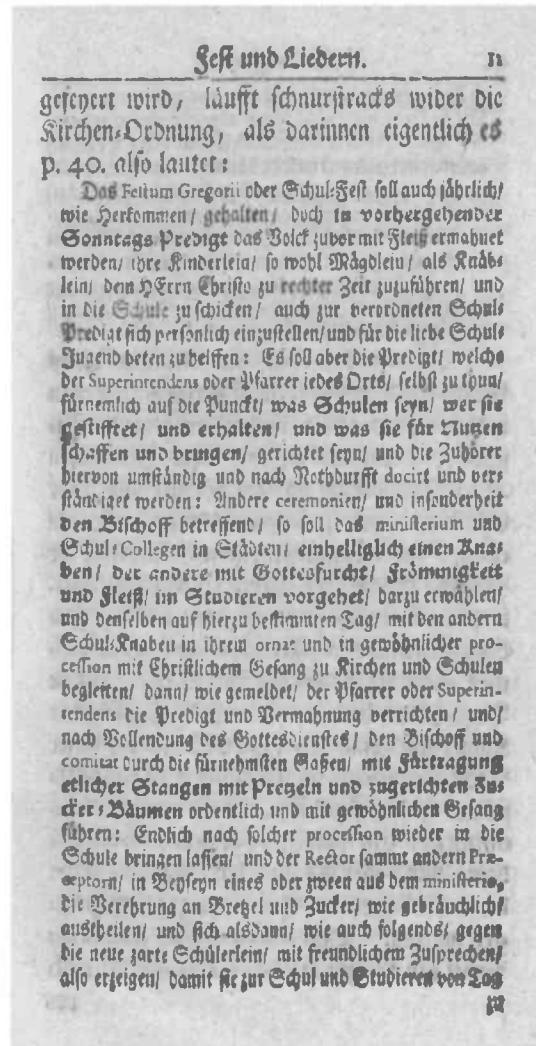 Fest und Liedern. 11
gefeyert wird/ läufft schnurstracks wider die
Kirchen-Ordnung, als darinnen eigentlich es
p. 40. also lautet:
Das Festum Gregorii oder Schul-Fest soll auch jährlich/
wie Herkommen/ gehalten/ doch in vorhergehender
Sonntags Predigt das Volck zuvor mit Fleiß ermahnet
werden/ ihre Kinderlein/ so wohl Mägdlein/ als Knäb-
lein/ dem HErrn Christo zu rechter Zeit zuzuführen/ und
in die Schule zu schicken/ auch zur verordneten Schul-
Predigt sich persönlich einzustellen/ und für die liebe Schul-
Jugend beten zu helffen: Es soll aber die Predigt/ welche
der Superintendens oder Pfarrer iedes Orts/ selbst zu thun/
fürnemlich auf die Punckt/ was Schulen seyn/ wer sie
gestifftet/ und erhalten/ und was sie für Nutzen
schaffen und bringen/ gerichtet seyn/ und die Zuhörer
hiervon umständig und nach Nothdurfft docirt und ver-
ständiget werden: Andere ceremonien/ und insonderheit
den Bischoff betreffend/ so soll das ministerium und
Schul-Collegen in Städten/ einhelliglich einen Kna-
ben/ der andere mit Gottesfurcht/ Frömmigkeit
und Fleiß/ im Studieren vorgehet/ darzu erwählen/
und denselben auf hierzu bestimmten Tag/ mit den andern
Schul-Knaben in ihrem ornat und in gewöhnlicher pro-
cession mit Christlichem Gesang zu Kirchen und Schulen
begleiten/ dann/ wie gemeldet/ der Pfarrer oder Superin-
tendens die Predigt und Vermahnung verrichten/ und/
nach Vollendung des Gottesdienstes/ den Bischoff und
comitat durch die fürnehmsten Gaßen/ mit Fürtragung
etlicher Stangen mit Pretzeln und zugerichten Zu-
cker-Bäumen ordentlich und mit gewöhnlichen Gesang
führen: Endlich nach solcher procession wieder in die
Schule bringen lassen/ und der Rector sammt andern Præ-
ceptorn/ in Beyseyn eines oder zween aus dem ministerio,
die Verehrung an Bretzel und Zucker/ wie gebräuchlich/
austheilen/ und sich alsdann/ wie auch folgends/ gegen
die neue zarte Schülerlein/ mit freundlichem Zusprechen/
also erzeigen/ damit sie zur Schul und Studieren von Tag
zu